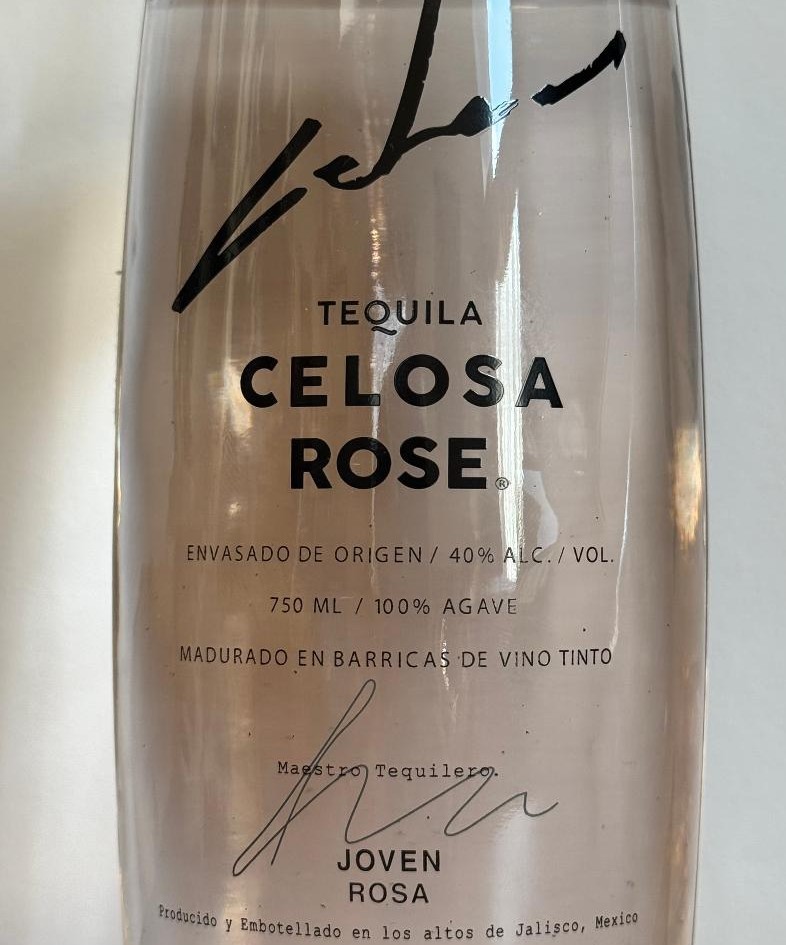 Celosa
TEQUILA
CELOSA
ROSE®
ENVASADO DE ORIGEN / 40% ALC. / VOL.
750 ML / 100% AGAVE
MADURADO EN BARRICAS DE VINO TINTO
Maestro Tequilero.
JOVEN
ROSA
Producido y Embotellado en los altos de Jalisco, Mexico